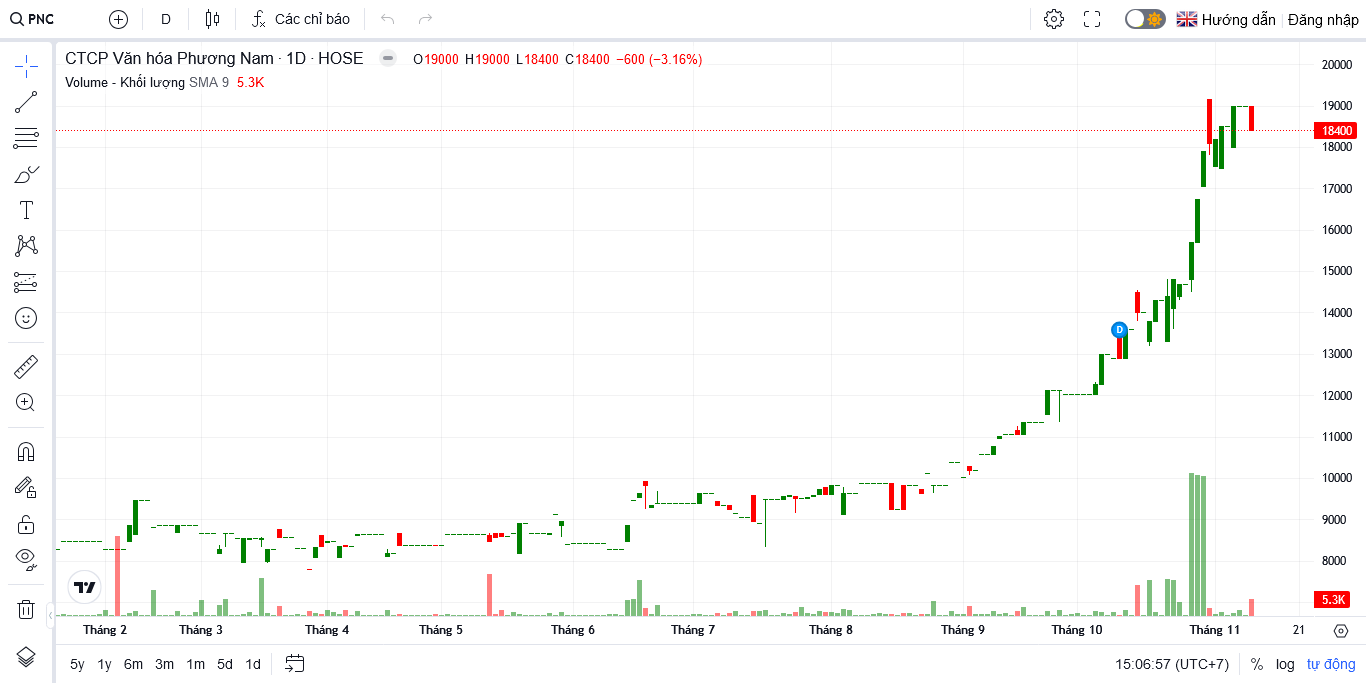 PNC D Các chỉ báo Hướng dẫn Đăng nhập
CTCP Văn hóa Phương Nam · 1D · HOSE O19000 H19000 L18400 C18400 −600 (−3.16%)
Volume - Khối lượng SMA 9 5.3K
20000
19000
18400
18000
17000
16000
15000
14000
D
13000
12000
11000
10000
9000
8000
5.3K
Tháng 2 Tháng 3 Tháng 4 Tháng 5 Tháng 6 Tháng 7 Tháng 8 Tháng 9 Tháng 10 Tháng 11 21
5y 1y 6m 3m 1m 5d 1d 15:06:57 (UTC+7) % log tự động